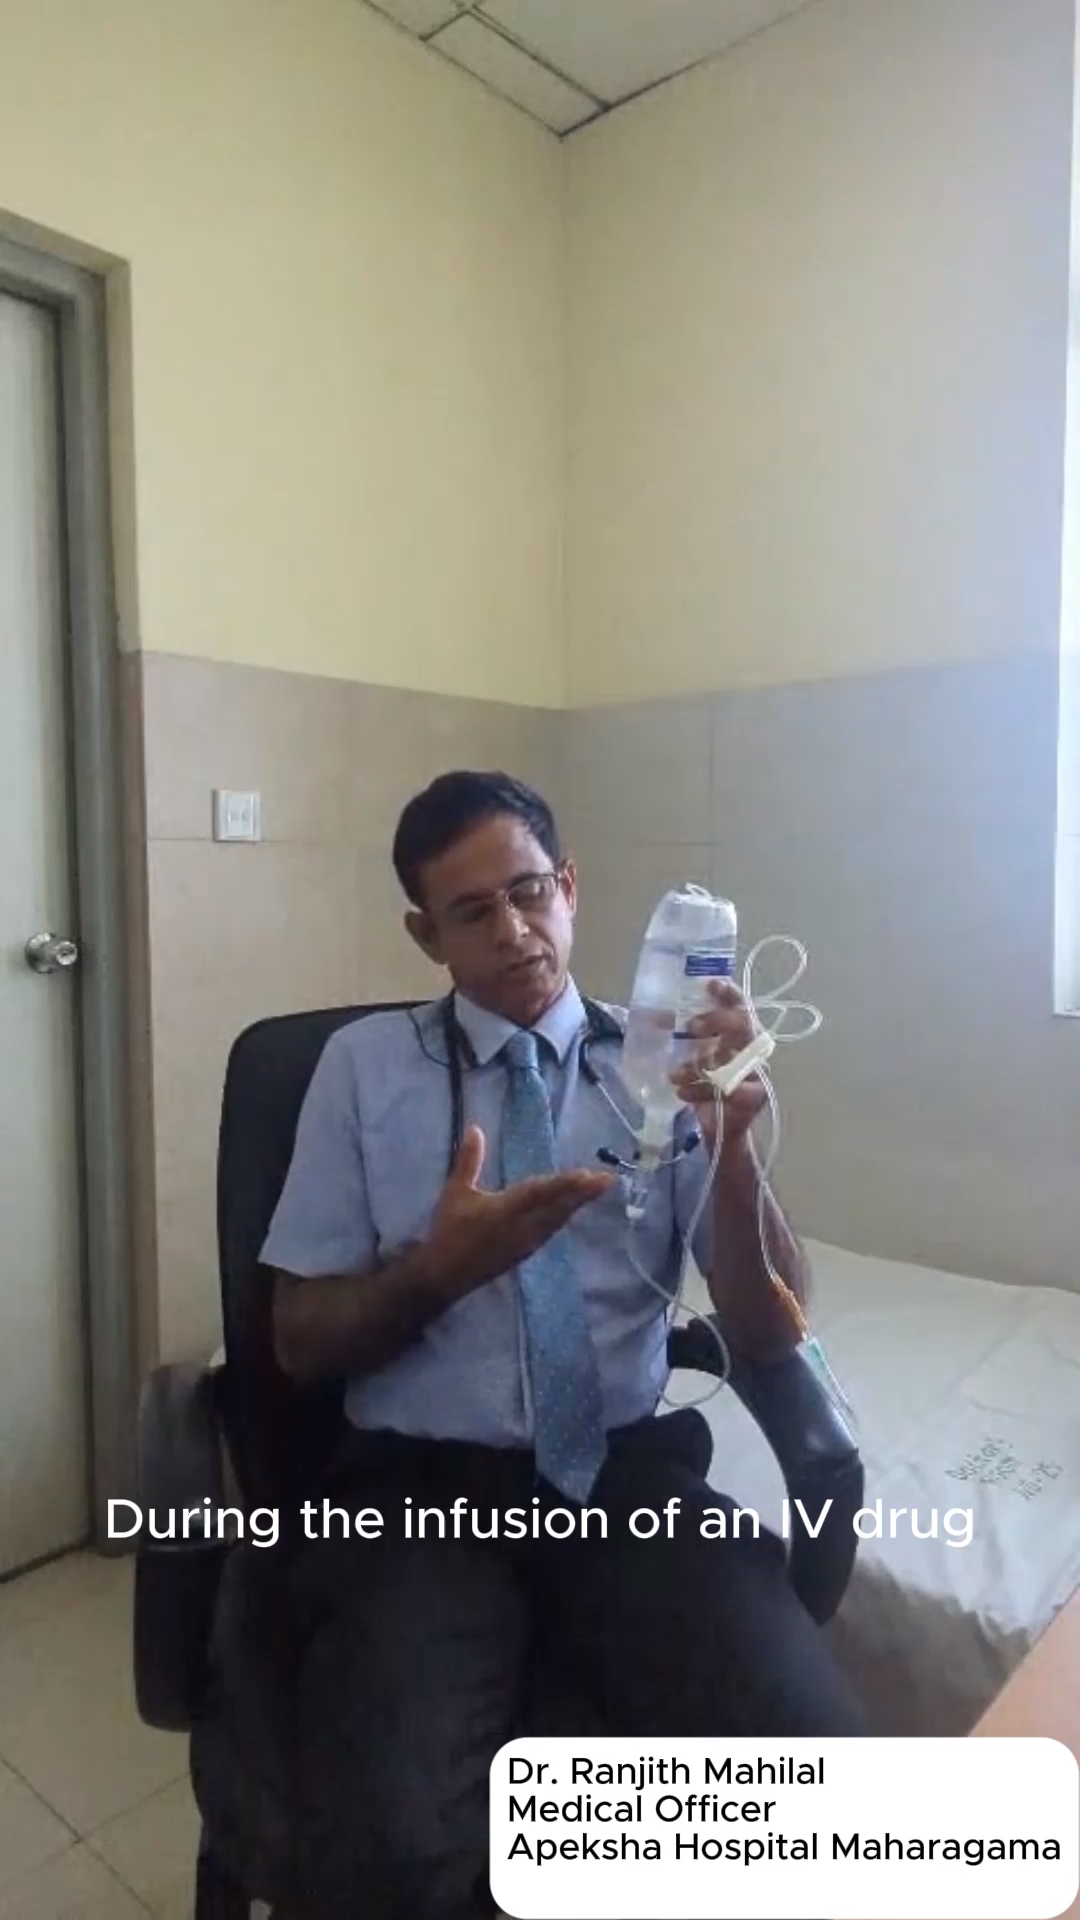 During the infusion of an IV drug
Dr. Ranjith Mahilal
Medical Officer
Apeksha Hospital Maharagama